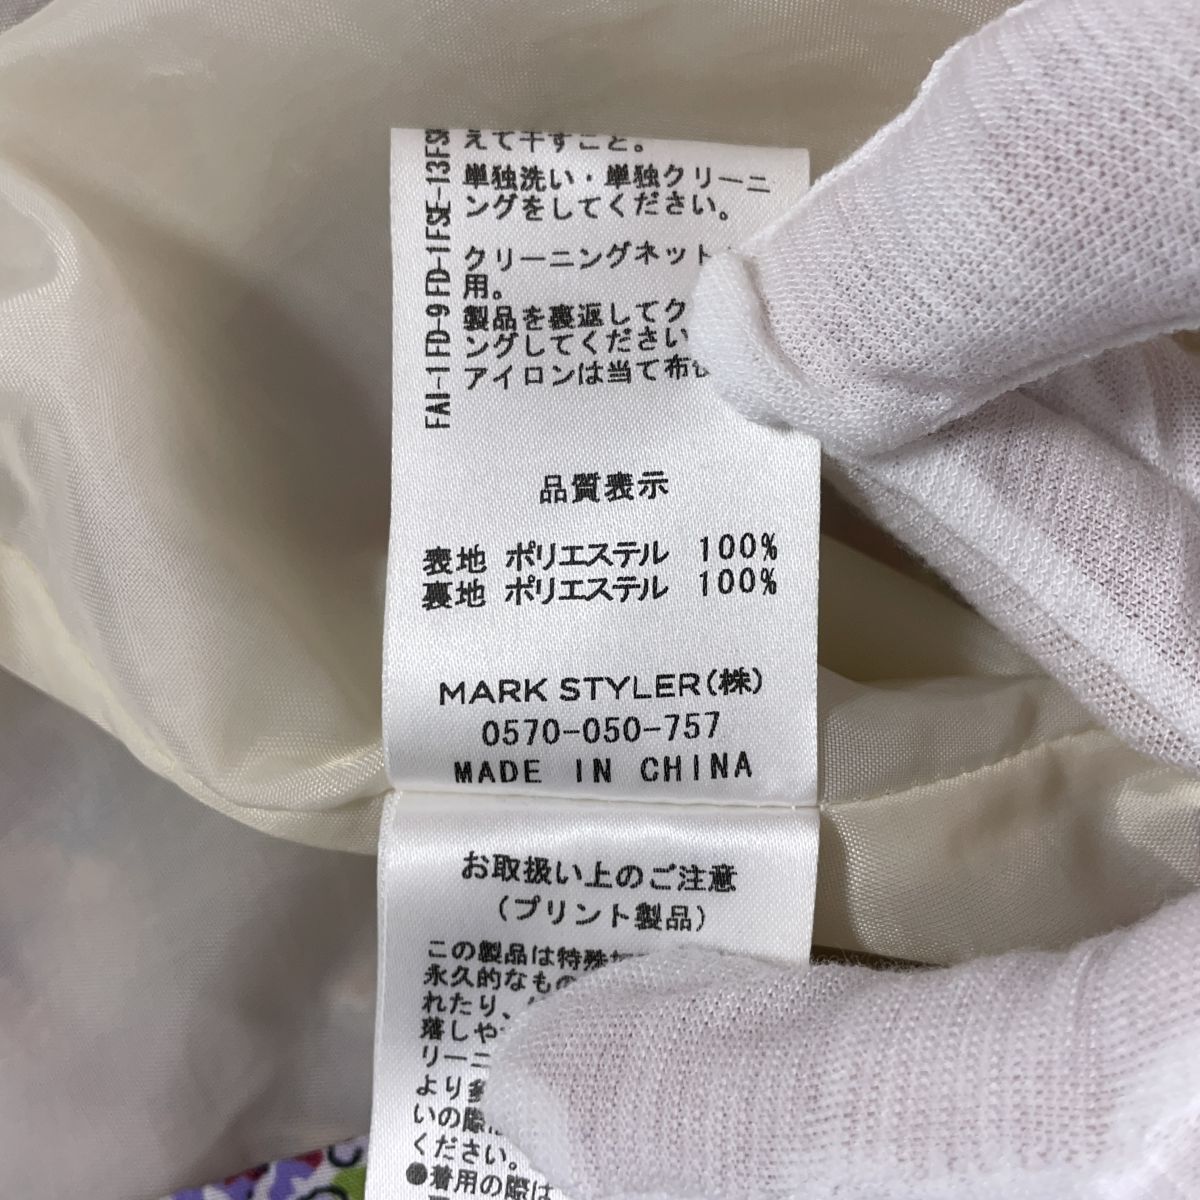 えて干すこと。
単独洗い・単独クリーニ
ングをしてください。
クリーニングネット
用。
製品を裏返してク
ングしてください
アイロンは当て布
FAI-1FD-9FD-1FSE-13FSE
品質表示
表地 ポリエステル 100%
裏地 ポリエステル 100%
MARK STYLER(株)
0570-050-757
MADE IN CHINA
お取扱い上のご注意
(プリント製品)
この製品は特殊
永久的なもの
れたり、
落しや
リーニ
より多
いの際
ください。
●着用の際は